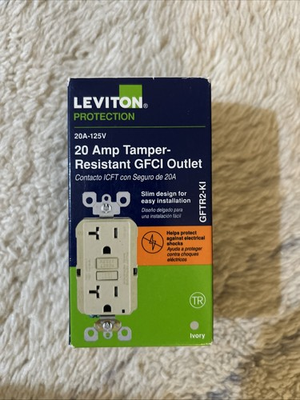 LEVITON®
PROTECTION
20A-125V
20 Amp Tamper-
Resistant GFCI Outlet
Contacto ICFT con Seguro de 20A
Slim design for
easy installation
Diseño delgado para
una instalación fácil
GFTR2-KI
Helps protect
against electrical
shocks
Ayuda a proteger
contra choques
eléctricos
TR
Ivory